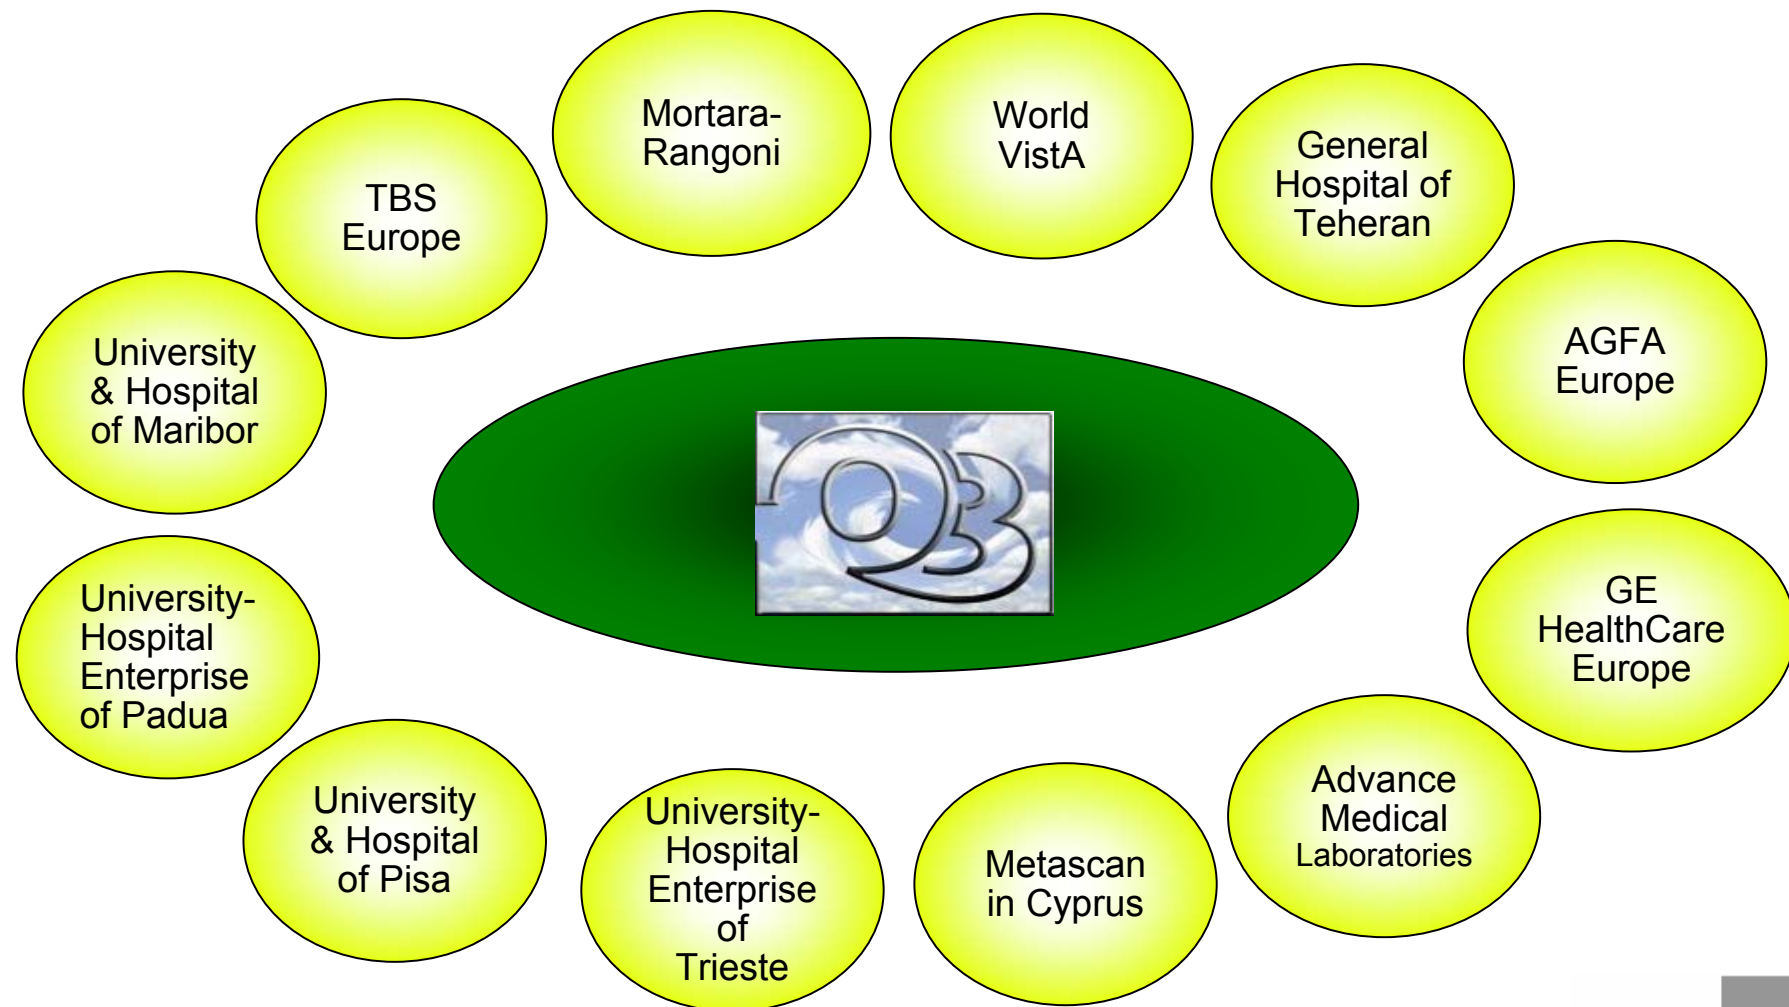 Mortara-
Rangoni
World
VistA
General
Hospital of
Teheran
TBS
Europe
AGFA
Europe
University
& Hospital
of Maribor
O3
GE
HealthCare
Europe
University-
Hospital
Enterprise
of Padua
Advance
Medical
Laboratories
University
& Hospital
of Pisa
University-
Hospital
Enterprise
of
Trieste
Metascan
in Cyprus